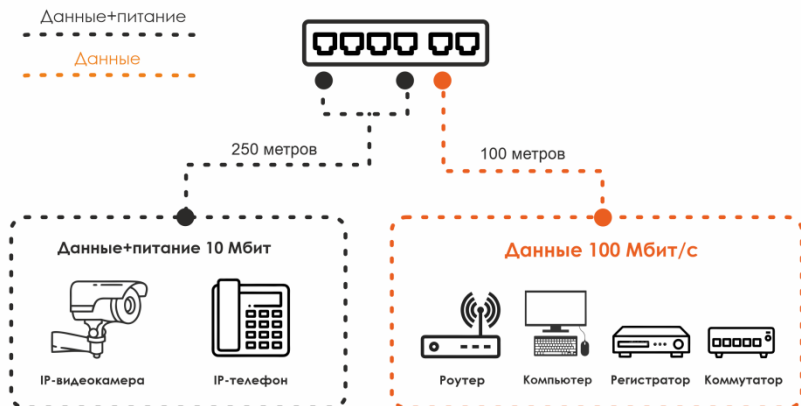 Данные+питание
Данные
250 метров
100 метров
Данные+питание 10 Мбит
Данные 100 Мбит/с
IP-видеокамера
IP-телефон
Роутер
Компьютер
Регистратор
Коммутатор